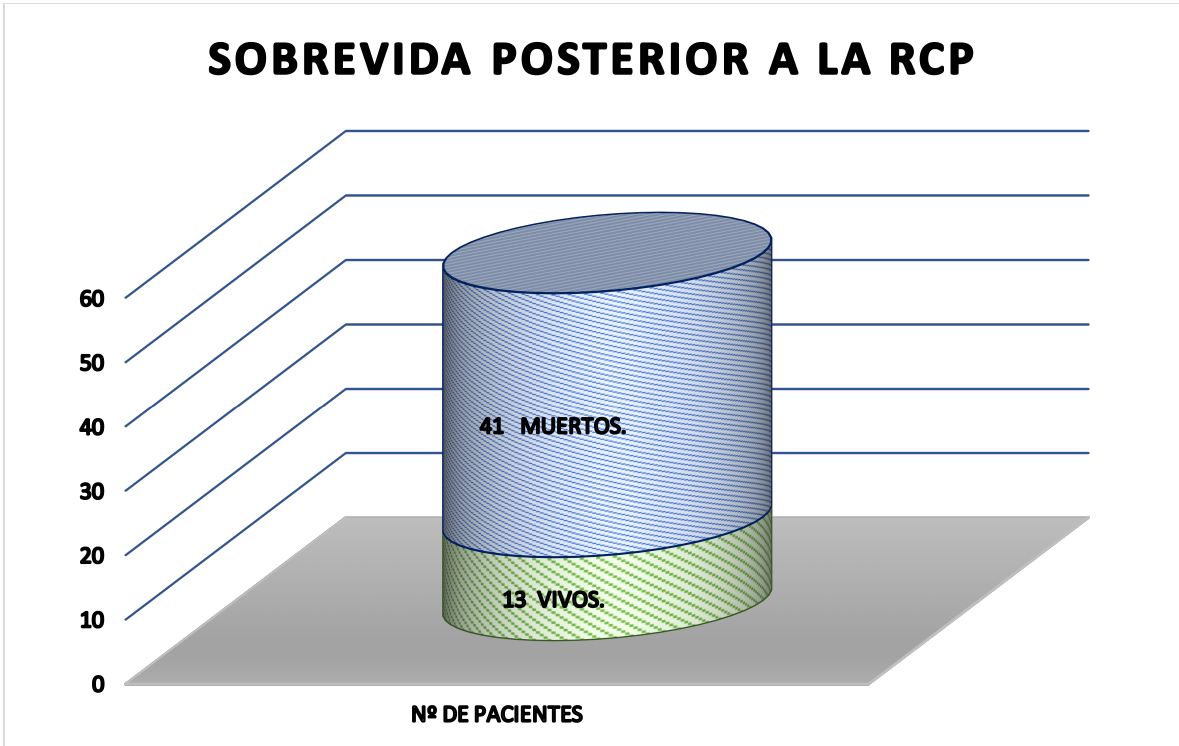 SOBREVIDA POSTERIOR A LA RCP
60
50
40
30
20
10
0
41 MUERTOS.
13 VIVOS.
Nº DE PACIENTES